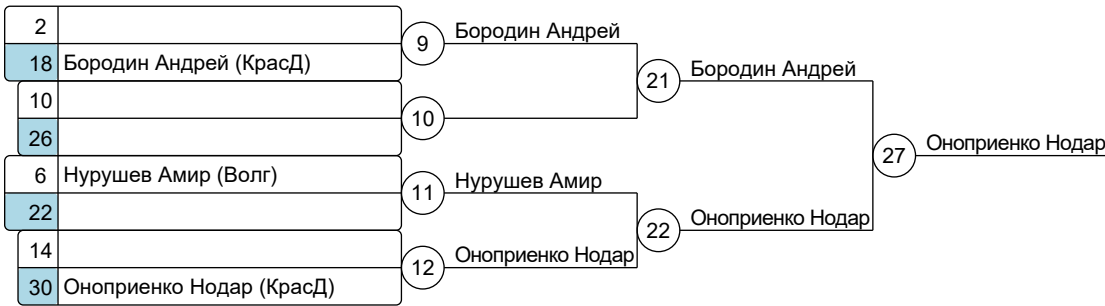 2
18 Бородин Андрей (КрасД)
10
26
6 Нурушев Амир (Волг)
22
14
30 Оноприенко Нодар (КрасД)
9 Бородин Андрей
10
11 Нурушев Амир
12 Оноприенко Нодар
21 Бородин Андрей
22 Оноприенко Нодар
27 Оноприенко Нодар